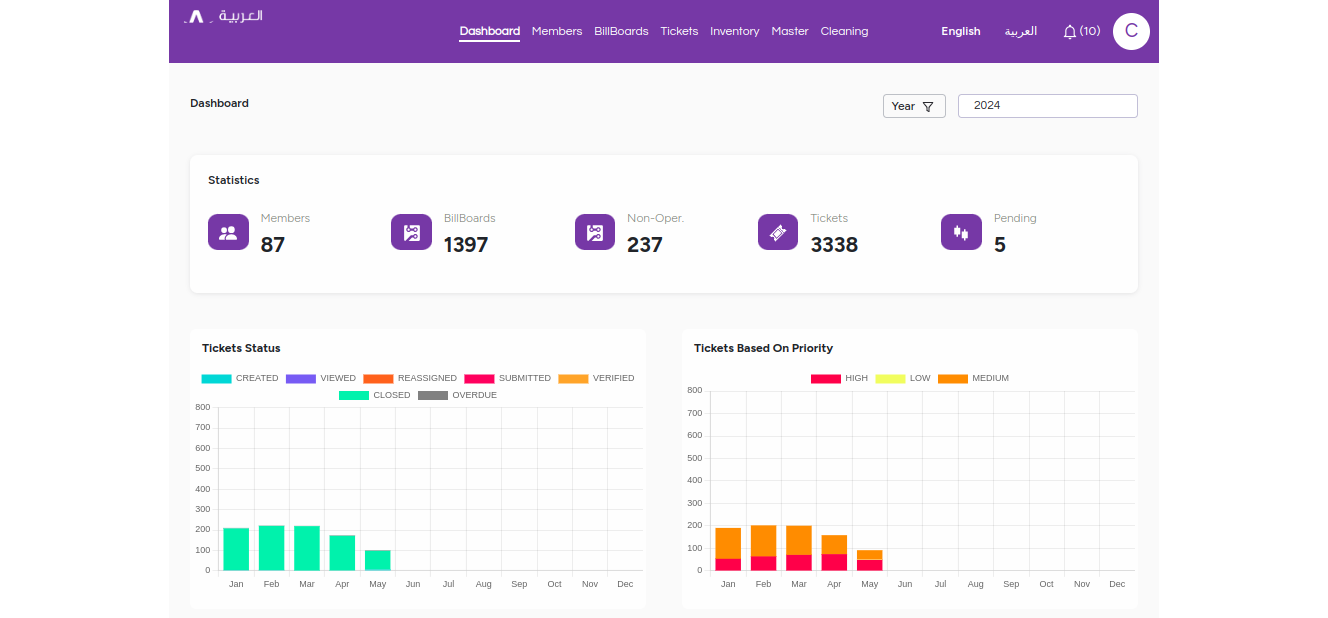 العربية
Dashboard Members BillBoards Tickets Inventory Master Cleaning English العربية (10) C
Dashboard
Year 2024
Statistics
Members BillBoards Non-Oper. Tickets Pending
87 1397 237 3338 5
Tickets Status
CREATED VIEWED REASSIGNED SUBMITTED VERIFIED
CLOSED OVERDUE
800
700
600
500
400
300
200
100
0
Jan Feb Mar Apr May Jun Jul Aug Sep Oct Nov Dec
Tickets Based On Priority
HIGH LOW MEDIUM
800
700
600
500
400
300
200
100
0
Jan Feb Mar Apr May Jun Jul Aug Sep Oct Nov Dec